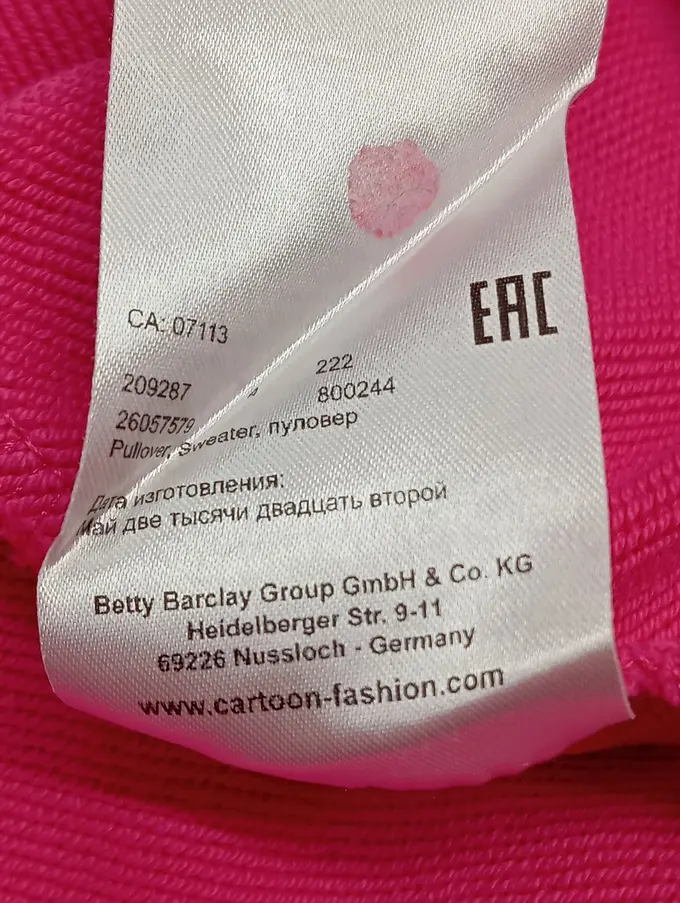 EAC
CA: 07113
222
209287 800244
26057579
Pullover, Sweater, пуловер
Дата изготовления:
Май две тысячи двадцать второй
Betty Barclay Group GmbH & Co. KG
Heidelberger Str. 9-11
69226 Nussloch - Germany
www.cartoon-fashion.com